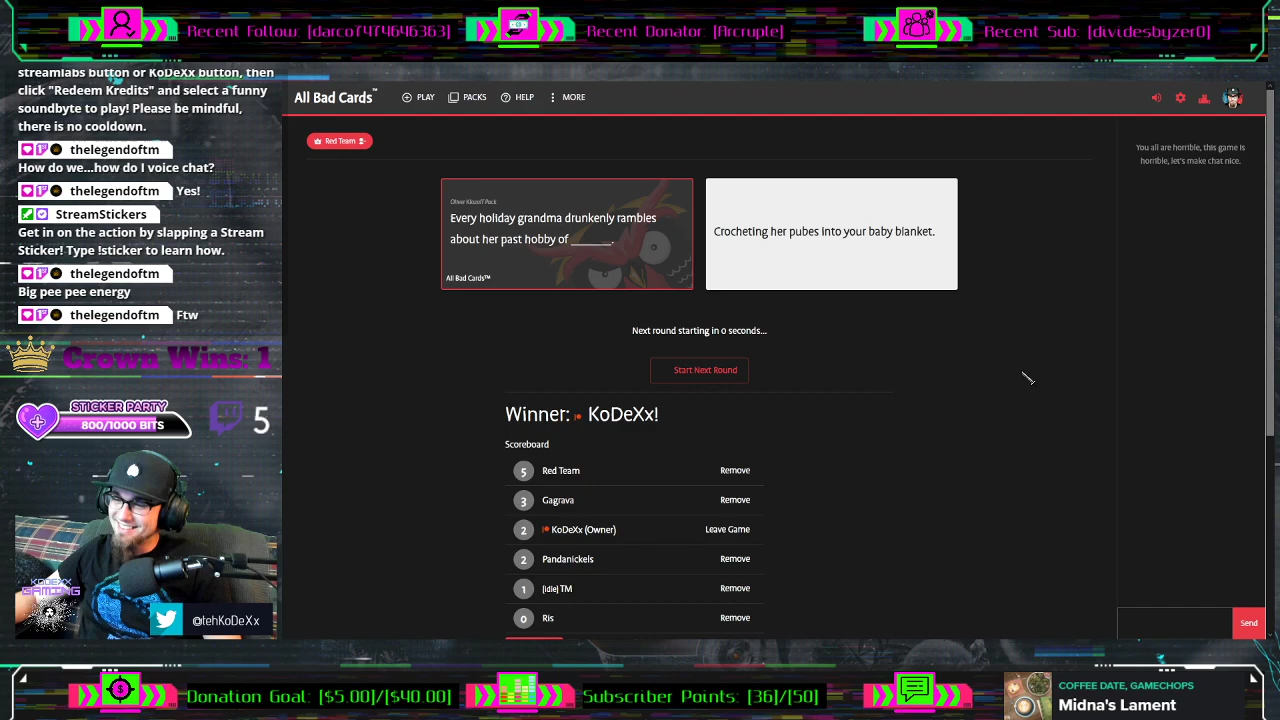 Recent Follow: [darco7474646363]
Recent Donator: [Arcruple]
Recent Sub: [dividesbyzer0]
streamlabs button or KoDeXx button, then
click "Redeem Kredits" and select a funny
soundbyte to play! Please be mindful,
there is no cooldown.
thelegendoftm
How do we...how do I voice chat?
thelegendoftm Yes!
StreamStickers
Get in on the action by slapping a Stream
Sticker! Type !sticker to learn how.
thelegendoftm
Big pee pee energy
thelegendoftm Ftw
Crown Wins: 1
STICKER PARTY
800/1000 BITS
5
KODEXX
GAMING
@tehKoDeXx
All Bad Cards™
PLAY
PACKS
HELP
MORE
Red Team
You all are horrible, this game is
horrible, let's make chat nice.
Every holiday grandma drunkenly rambles
about her past hobby of ______.
All Bad Cards™
Crocheting her pubes into your baby blanket.
Next round starting in 0 seconds...
Start Next Round
Winner: KoDeXx!
Scoreboard
5 Red Team Remove
3 Gagrava Remove
2 KoDeXx (Owner) Leave Game
2 Pandanickels Remove
1 [Idle] TM Remove
0 Ris Remove
Send
Donation Goal: [$5.00]/[$40.00]
Subscriber Points: [36]/[50]
COFFEE DATE, GAMECHOPS
Midna's Lament